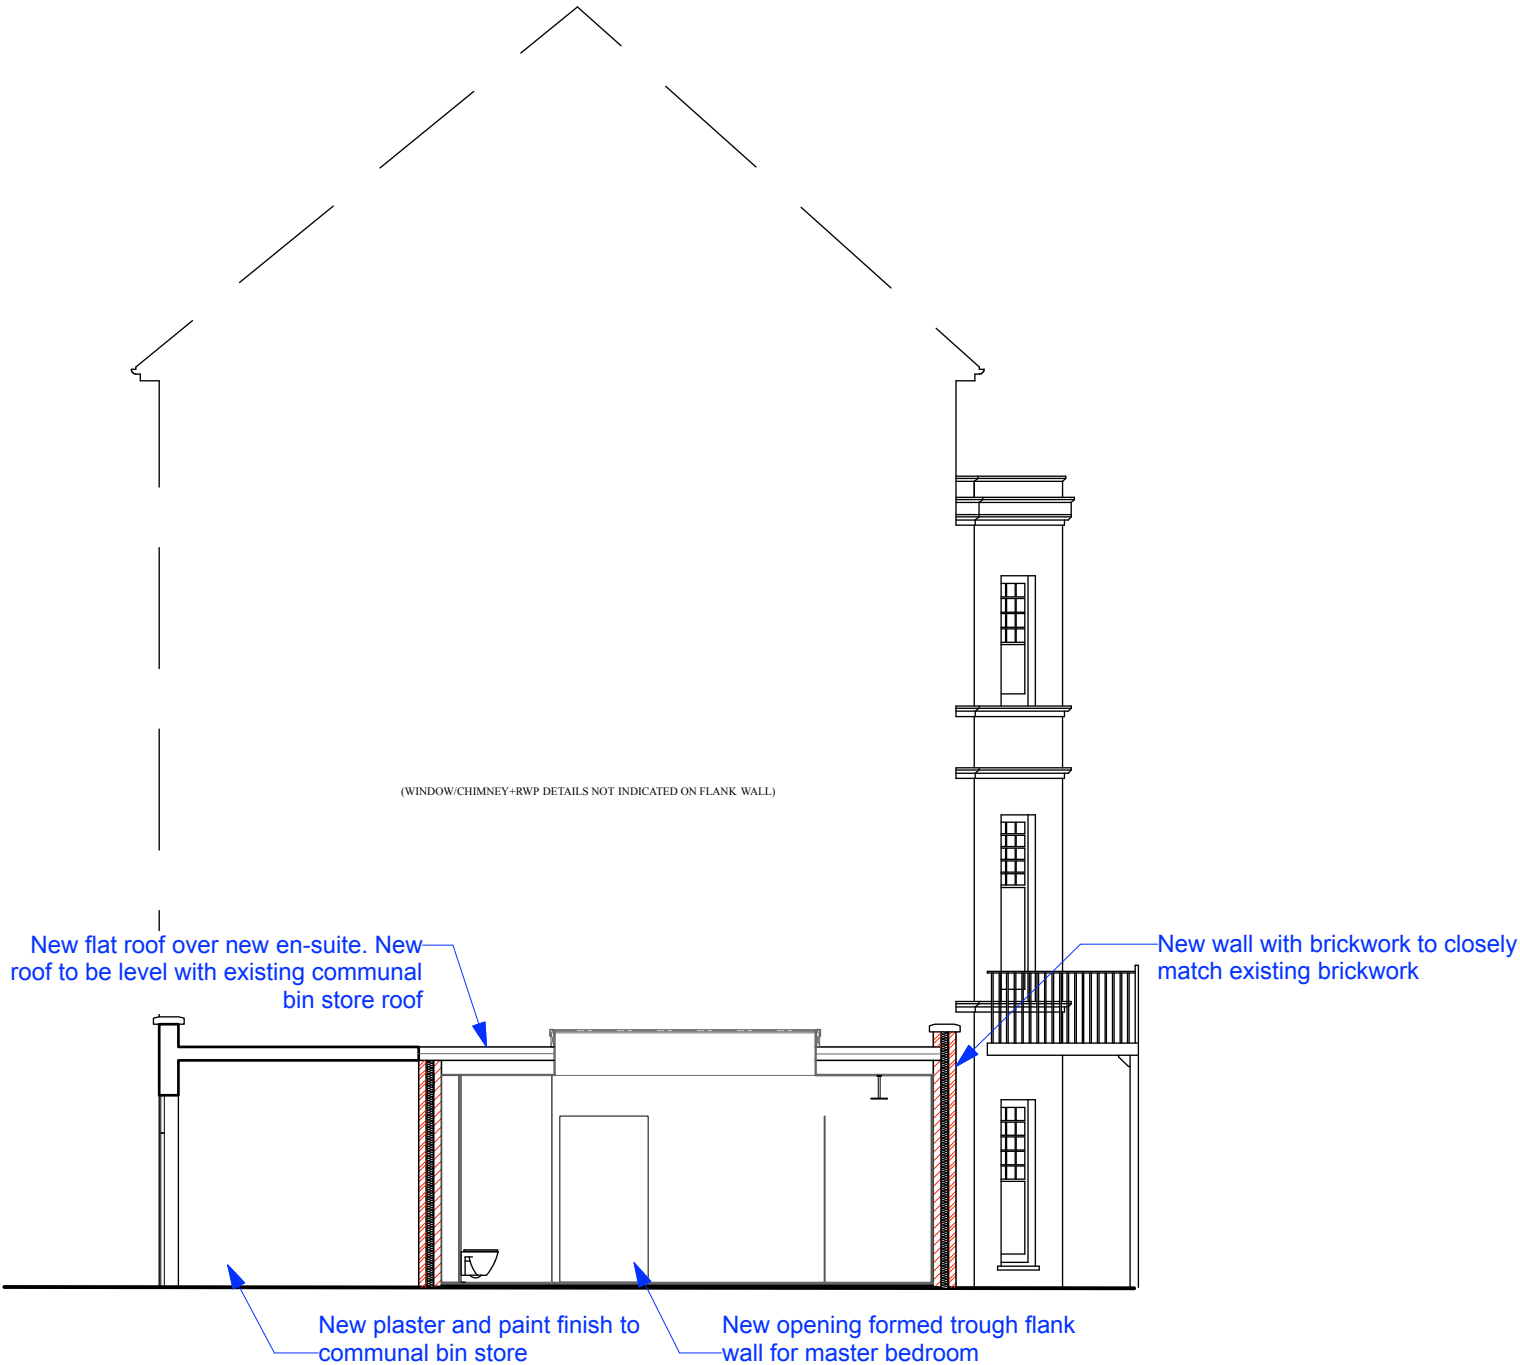 (WINDOW/CHIMNEY+RWP DETAILS NOT INDICATED ON FLANK WALL)
New flat roof over new en-suite. New
roof to be level with existing communal
bin store roof
New wall with brickwork to closely
match existing brickwork
New plaster and paint finish to
communal bin store
New opening formed trough flank
wall for master bedroom